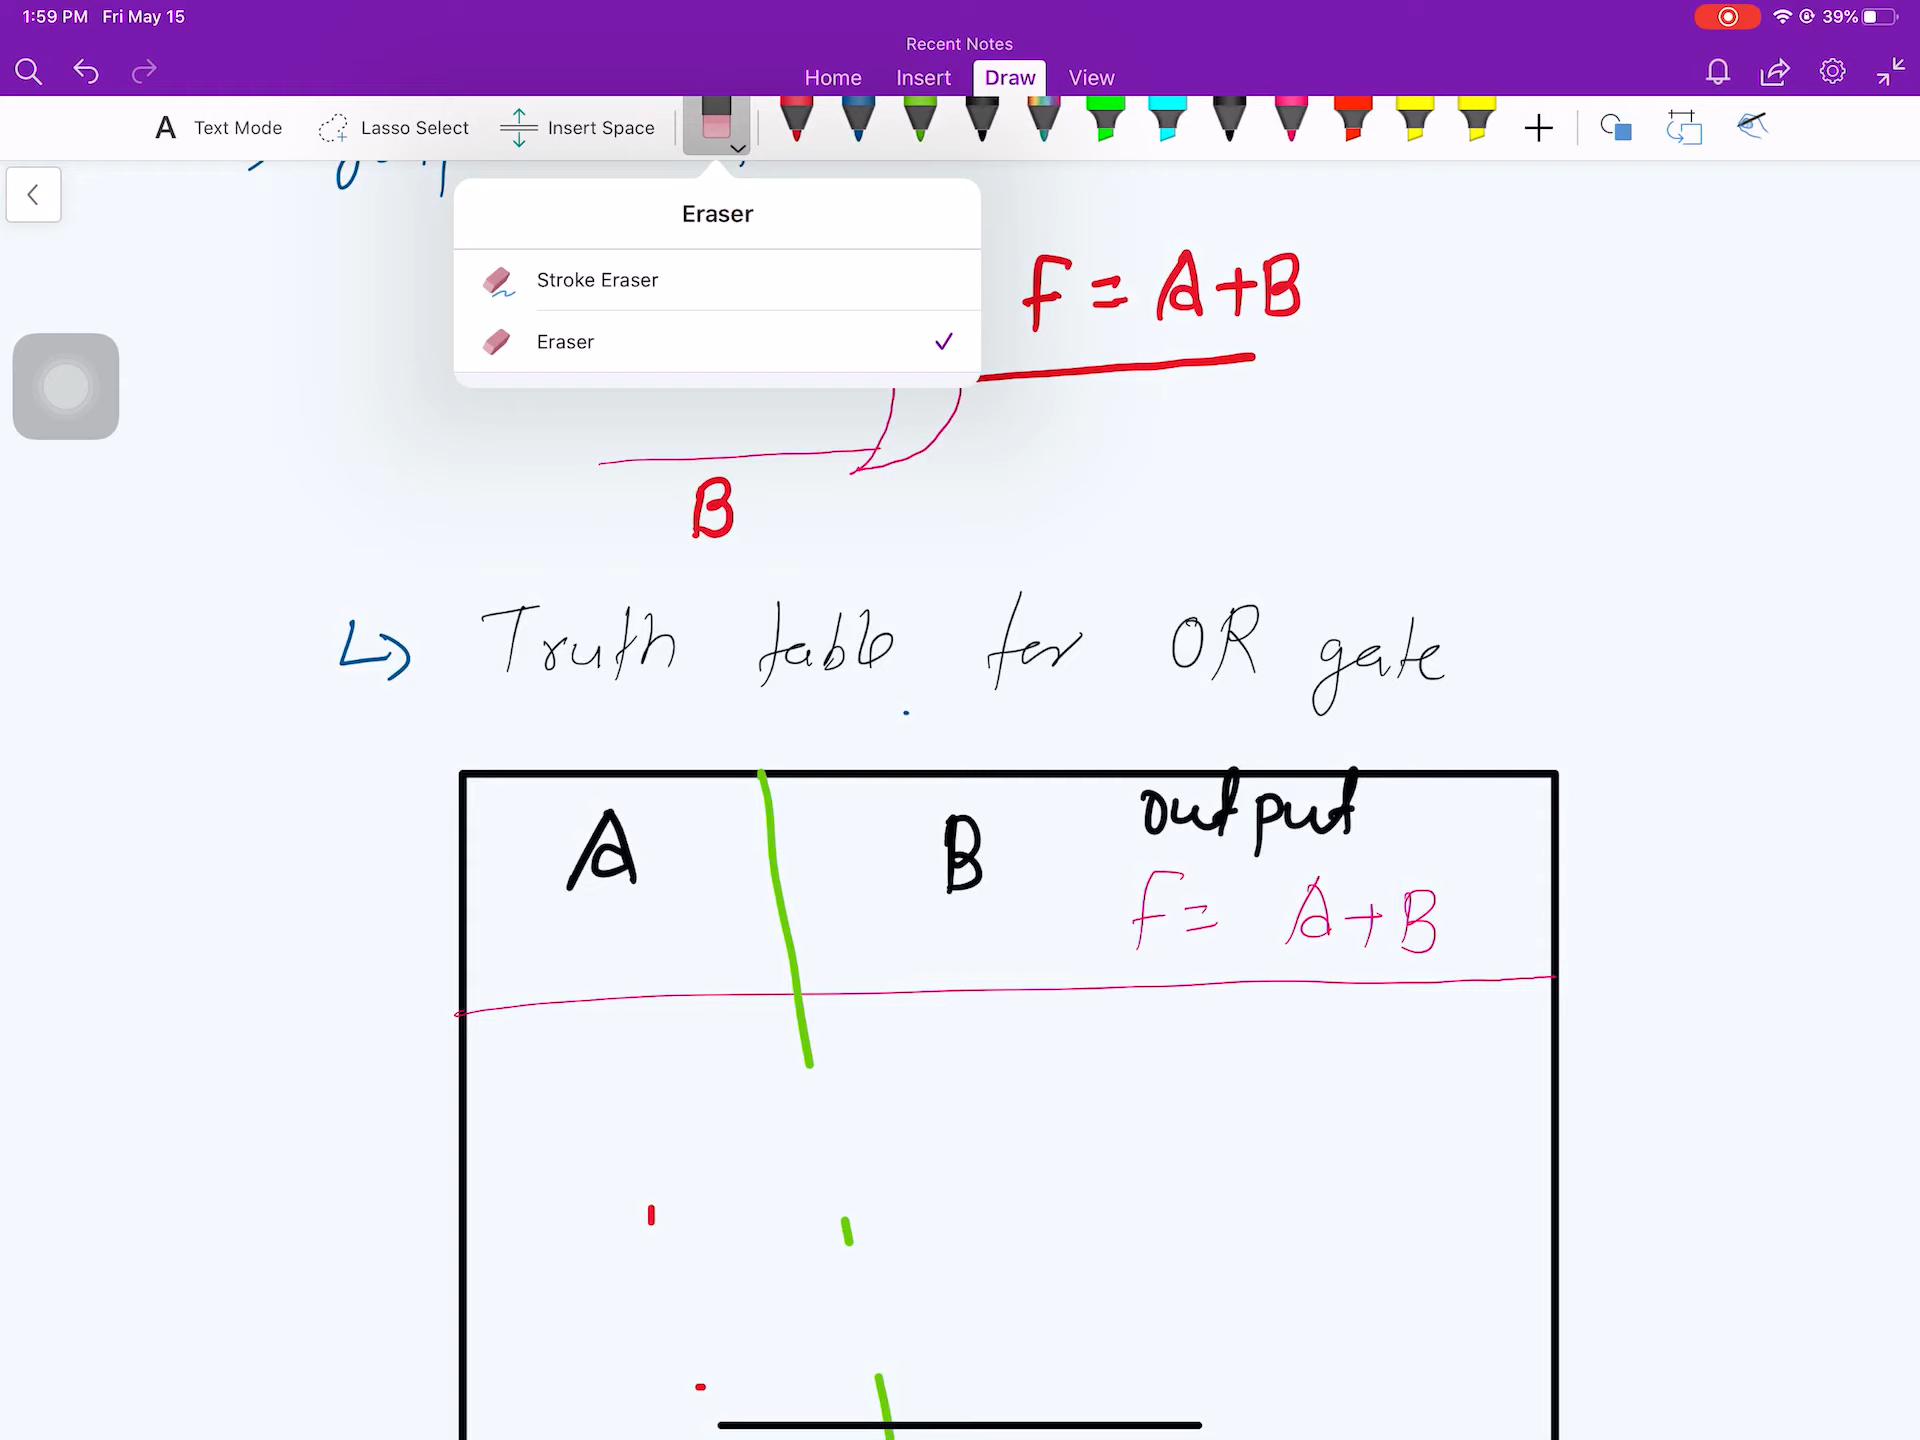 1:59 PM Fri May 15
39%
Recent Notes
Home Insert Draw View
A Text Mode Lasso Select Insert Space
Eraser
Stroke Eraser
Eraser
F = A+B
B
Truth table for OR gate
A B output
F = A+B